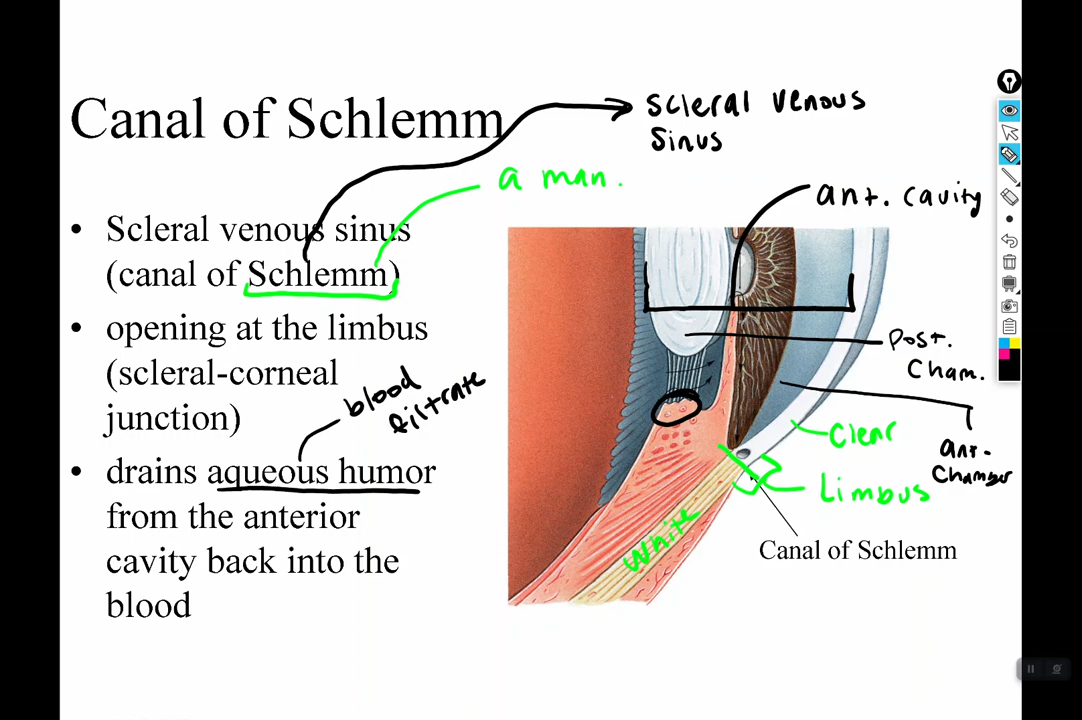 Canal of Schlemm
scleral venous
sinus
a man.
• Scleral venous sinus
(canal of Schlemm)
• opening at the limbus
(scleral-corneal
junction)
blood
filtrate
• drains aqueous humor
from the anterior
cavity back into the
blood
ant. cavity
post.
cham.
ant.
chamber
clear
Limbus
white
Canal of Schlemm